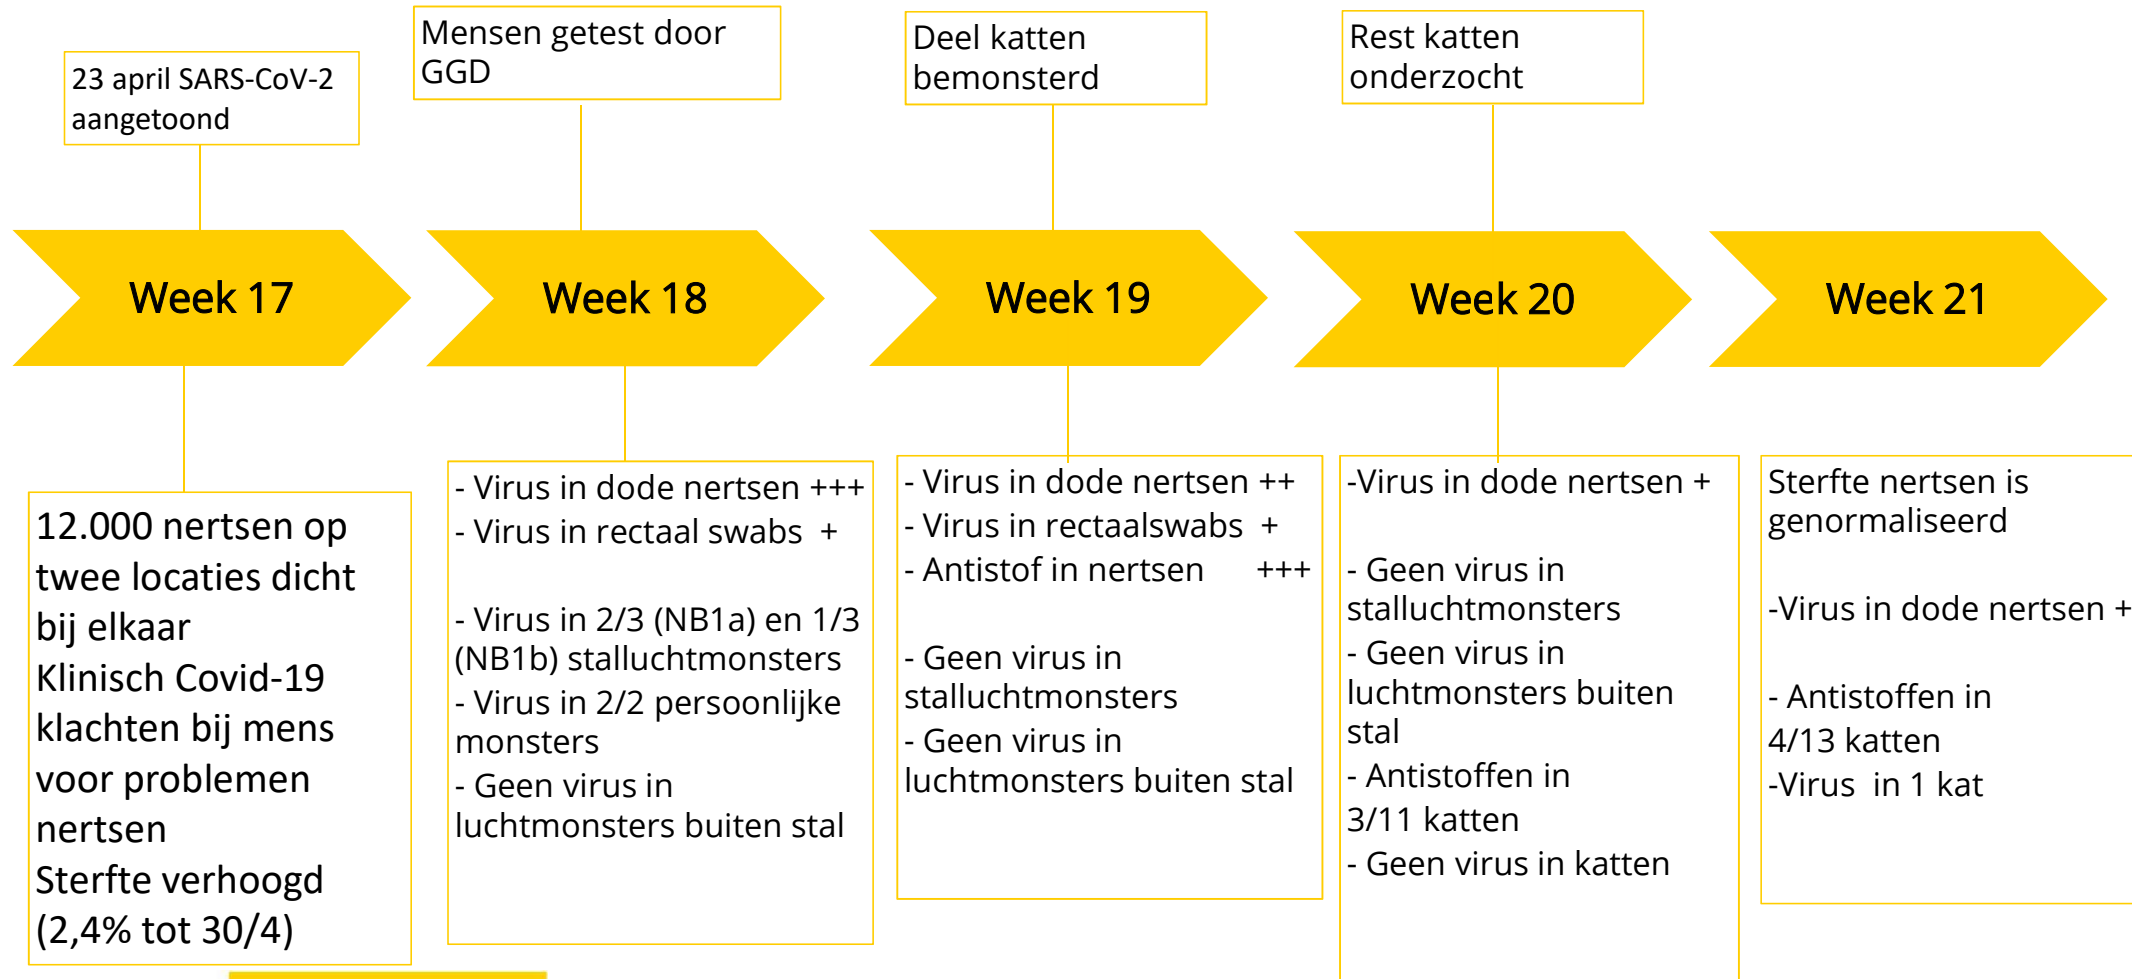 23 april SARS-CoV-2
aangetoond
Mensen getest door
GGD
Deel katten
bemonsterd
Rest katten
onderzocht
Week 17
Week 18
Week 19
Week 20
Week 21
12.000 nertsen op
twee locaties dicht
bij elkaar
Klinisch Covid-19
klachten bij mens
voor problemen
nertsen
Sterfte verhoogd
(2,4% tot 30/4)
- Virus in dode nertsen +++
- Virus in rectaal swabs +
- Virus in 2/3 (NB1a) en 1/3
(NB1b) stalluchtmonsters
- Virus in 2/2 persoonlijke
monsters
- Geen virus in
luchtmonsters buiten stal
- Virus in dode nertsen ++
- Virus in rectaalswabs +
- Antistof in nertsen +++
- Geen virus in
stalluchtmonsters
- Geen virus in
luchtmonsters buiten stal
-Virus in dode nertsen +
- Geen virus in
stalluchtmonsters
- Geen virus in
luchtmonsters buiten
stal
- Antistoffen in
3/11 katten
- Geen virus in katten
Sterfte nertsen is
genormaliseerd
-Virus in dode nertsen +
- Antistoffen in
4/13 katten
-Virus in 1 kat